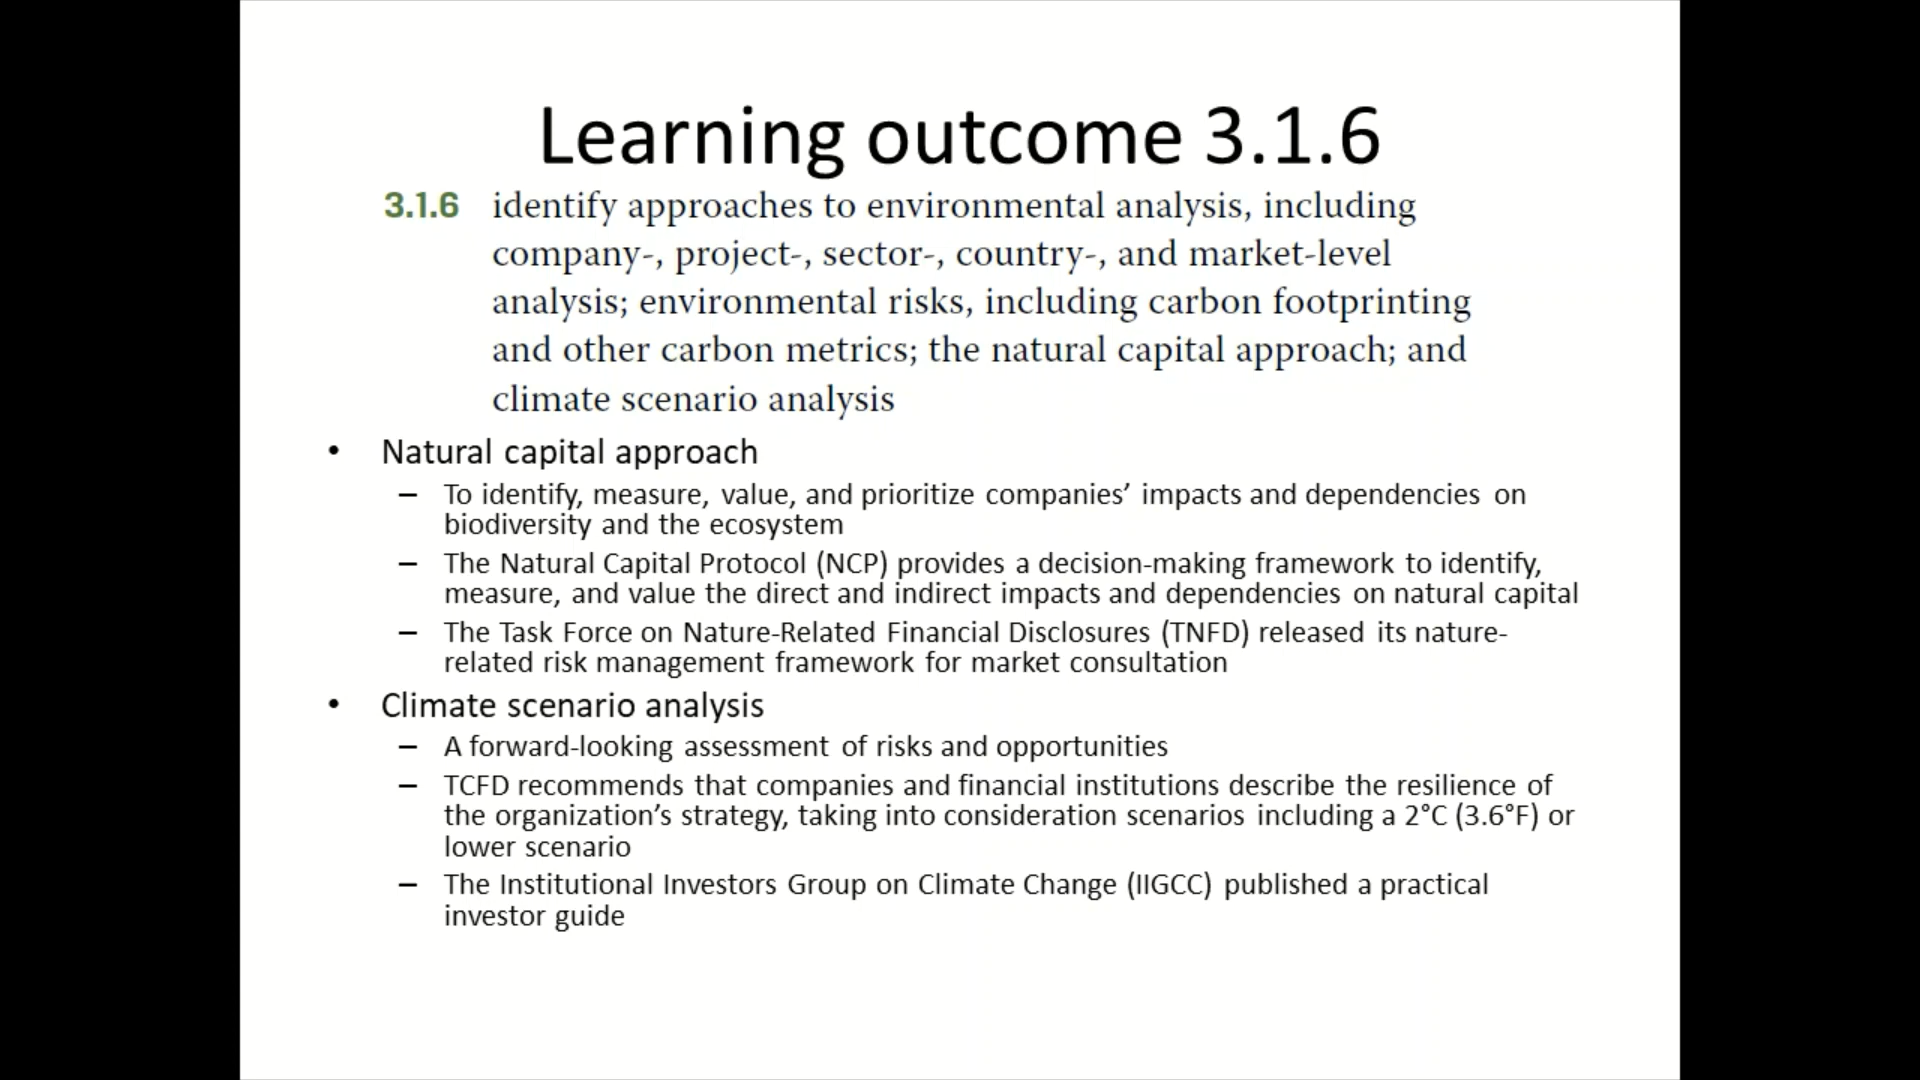 Learning outcome 3.1.6
3.1.6 identify approaches to environmental analysis, including
company-, project-, sector-, country-, and market-level
analysis; environmental risks, including carbon footprinting
and other carbon metrics; the natural capital approach; and
climate scenario analysis
• Natural capital approach
– To identify, measure, value, and prioritize companies’ impacts and dependencies on
biodiversity and the ecosystem
– The Natural Capital Protocol (NCP) provides a decision-making framework to identify,
measure, and value the direct and indirect impacts and dependencies on natural capital
– The Task Force on Nature-Related Financial Disclosures (TNFD) released its nature-
related risk management framework for market consultation
• Climate scenario analysis
– A forward-looking assessment of risks and opportunities
– TCFD recommends that companies and financial institutions describe the resilience of
the organization’s strategy, taking into consideration scenarios including a 2°C (3.6°F) or
lower scenario
– The Institutional Investors Group on Climate Change (IIGCC) published a practical
investor guide